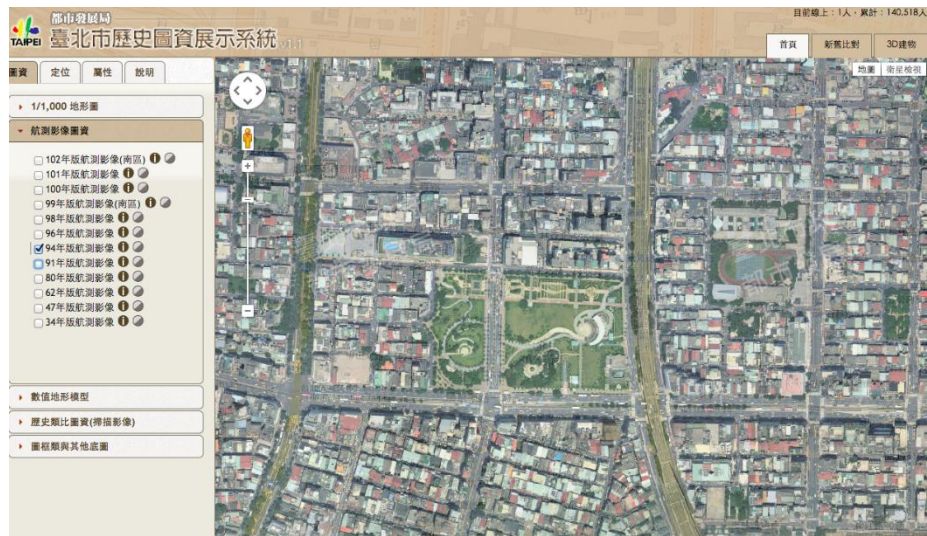 目前線上：1人，累計：140,518人
都市發展局
TAIPEI
臺北市歷史圖資展示系統 v1.1
首頁
新舊比對
3D建物
圖資
定位
屬性
說明
地圖
衛星檢視
1/1,000 地形圖
航測影像圖資
102年版航測影像(南區)
101年版航測影像
100年版航測影像
99年版航測影像(南區)
98年版航測影像
96年版航測影像
94年版航測影像
91年版航測影像
80年版航測影像
62年版航測影像
47年版航測影像
34年版航測影像
數值地形模型
歷史類比圖資(掃描影像)
圖框類與其他底圖